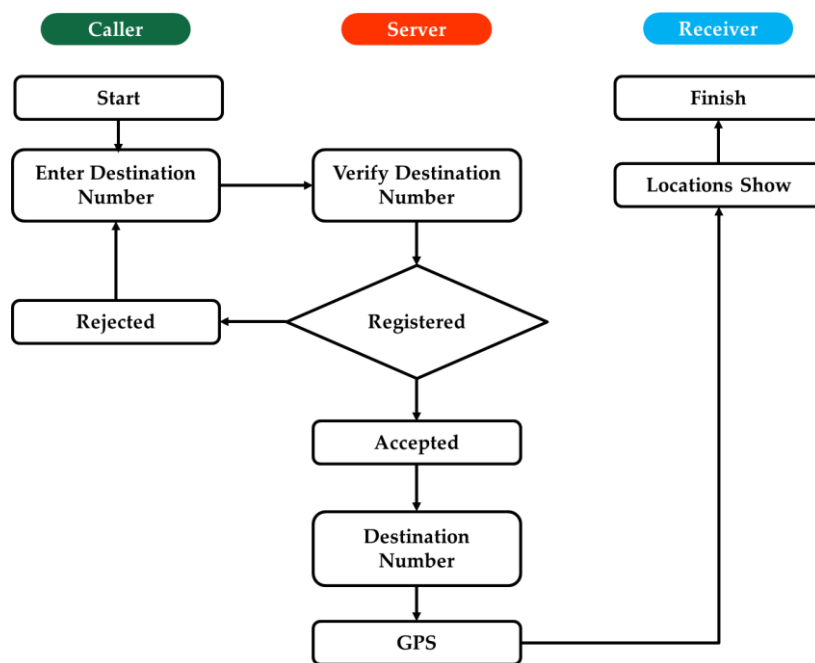 Caller
Server
Receiver
Start
Finish
Enter Destination
Number
Verify Destination
Number
Locations Show
Rejected
Registered
Accepted
Destination
Number
GPS